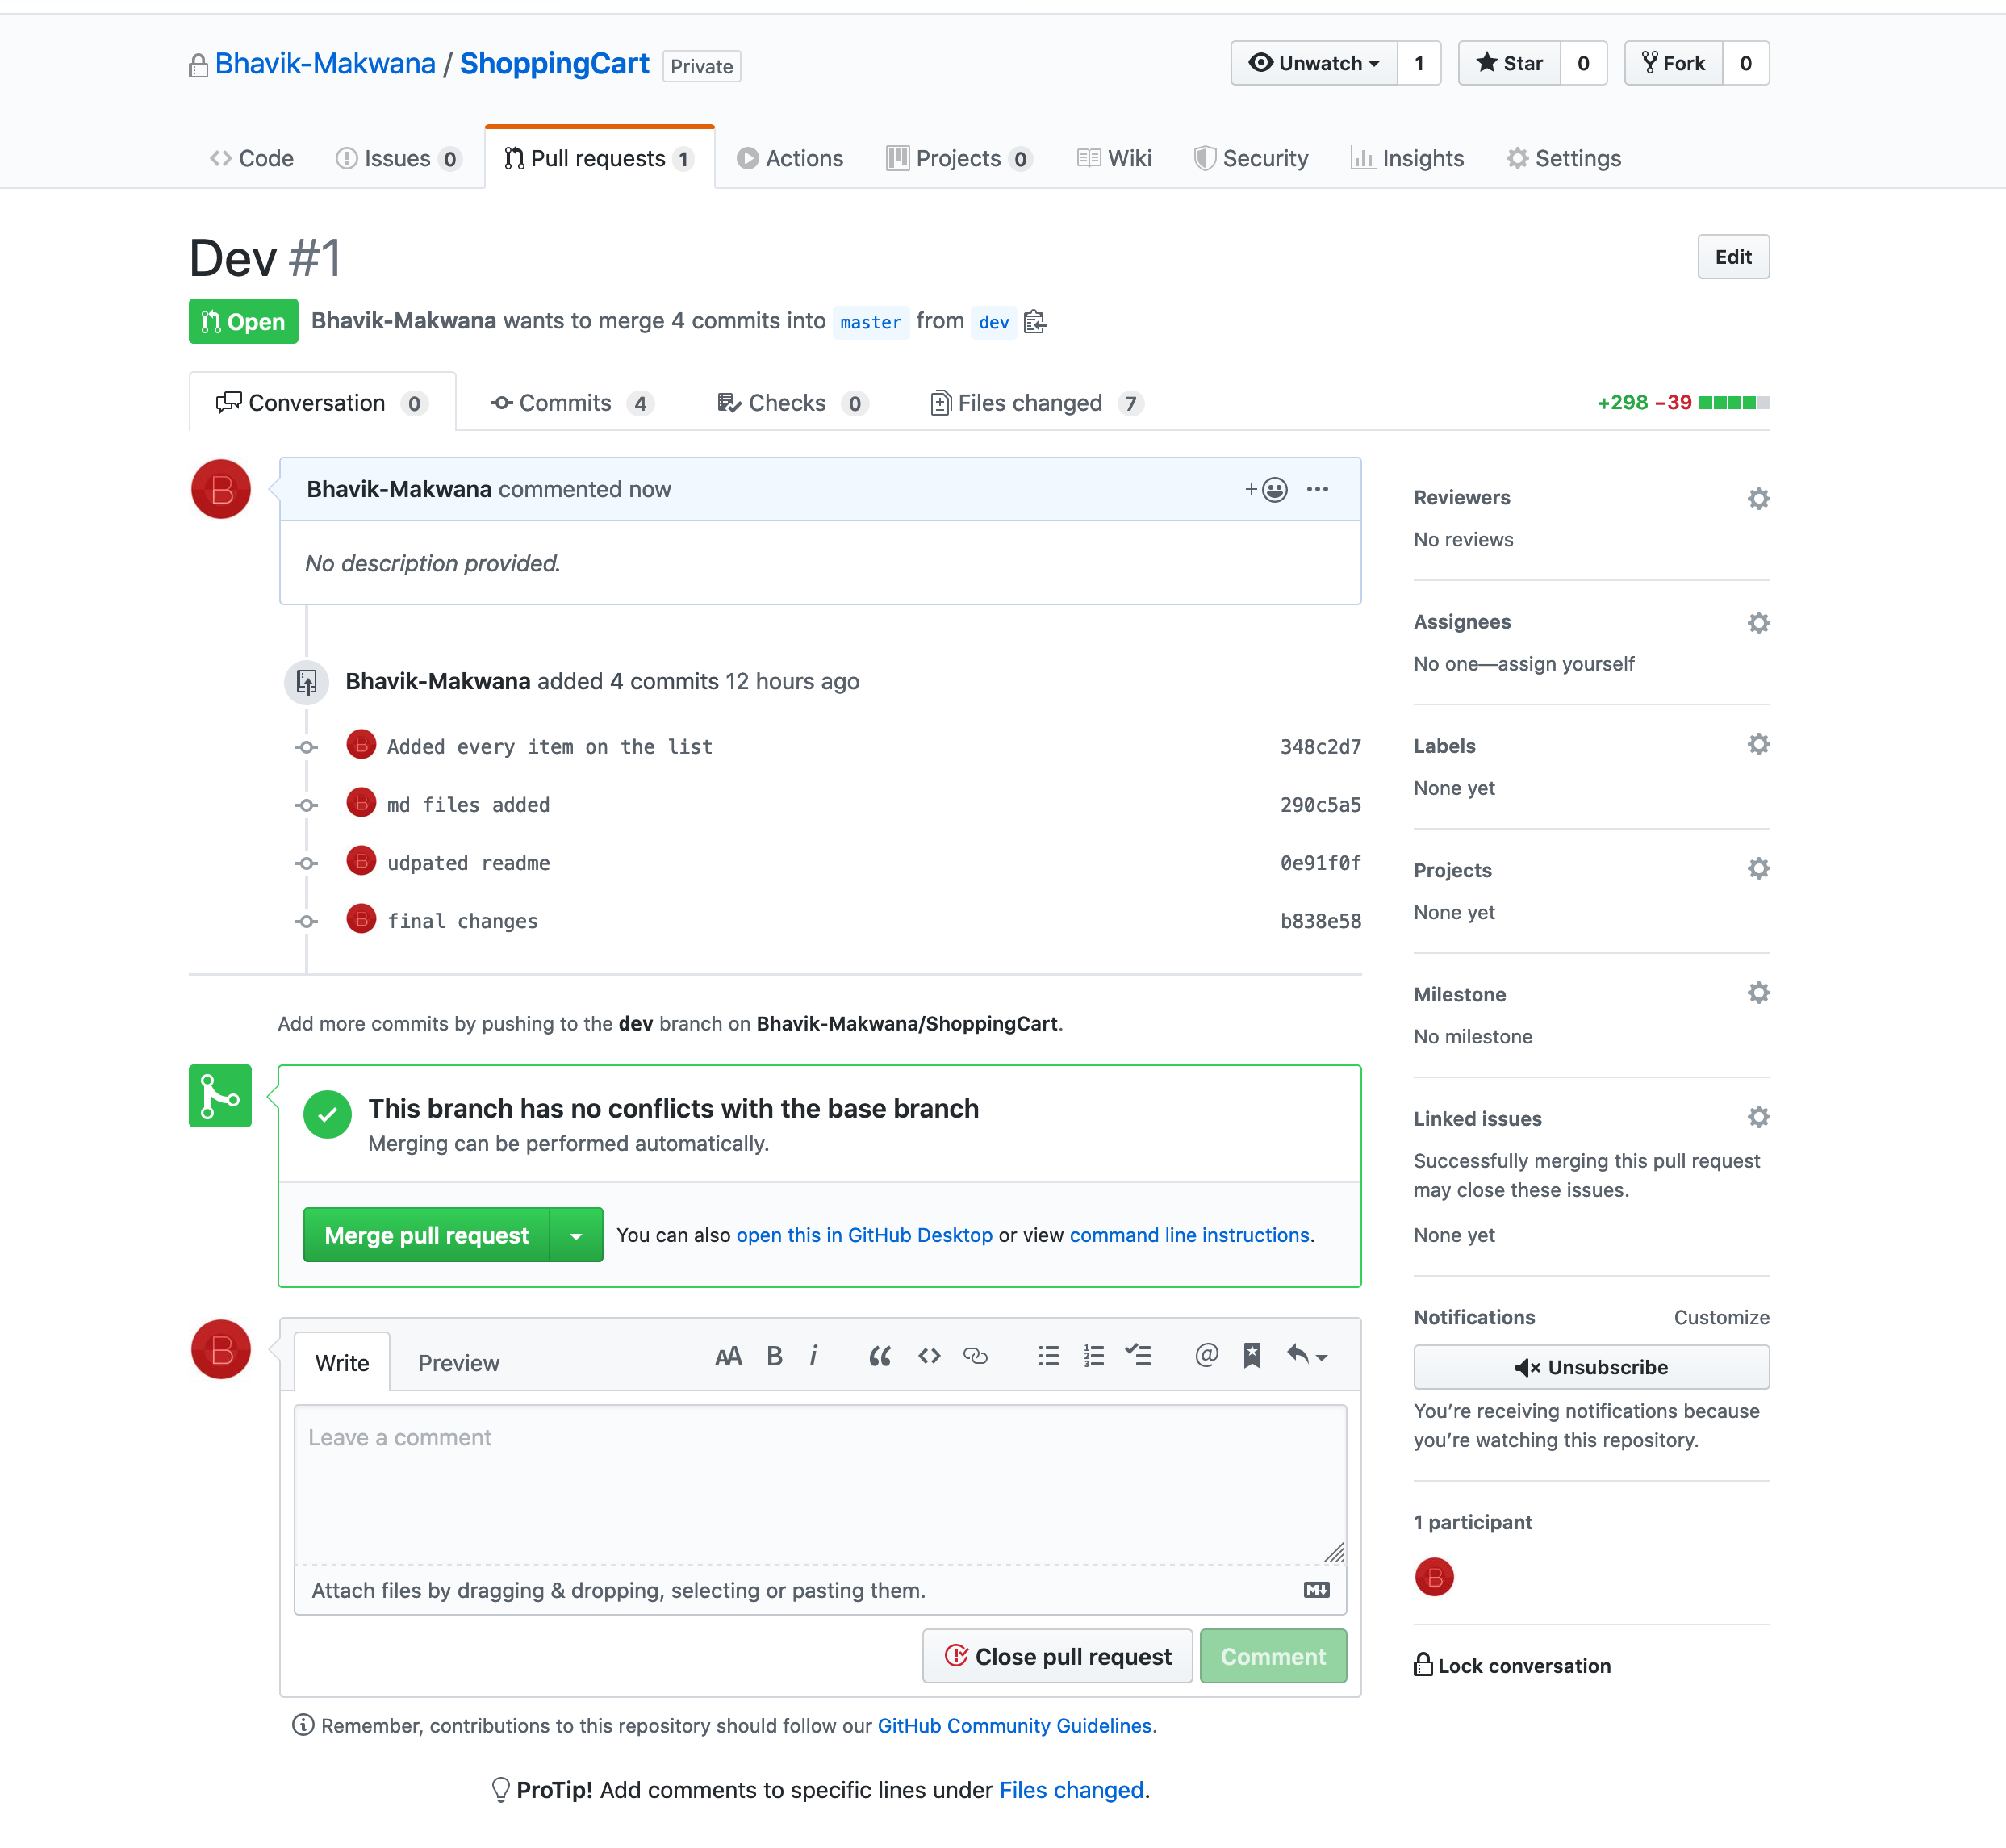 Bhavik-Makwana / ShoppingCart Private
Unwatch 1 Star 0 Fork 0
Code Issues 0 Pull requests 1 Actions Projects 0 Wiki Security Insights Settings
Dev #1
Edit
Open Bhavik-Makwana wants to merge 4 commits into master from dev
Conversation 0 Commits 4 Checks 0 Files changed 7 +298 −39
B
Bhavik-Makwana commented now
No description provided.
Bhavik-Makwana added 4 commits 12 hours ago
B Added every item on the list 348c2d7
B md files added 290c5a5
B udpated readme 0e91f0f
B final changes b838e58
Add more commits by pushing to the dev branch on Bhavik-Makwana/ShoppingCart.
This branch has no conflicts with the base branch
Merging can be performed automatically.
Merge pull request You can also open this in GitHub Desktop or view command line instructions.
B
Write Preview AA B i
Leave a comment
Attach files by dragging & dropping, selecting or pasting them.
Close pull request Comment
Remember, contributions to this repository should follow our GitHub Community Guidelines.
ProTip! Add comments to specific lines under Files changed.
Reviewers
No reviews
Assignees
No one—assign yourself
Labels
None yet
Projects
None yet
Milestone
No milestone
Linked issues
Successfully merging this pull request
may close these issues.
None yet
Notifications Customize
Unsubscribe
You’re receiving notifications because
you’re watching this repository.
1 participant
B
Lock conversation